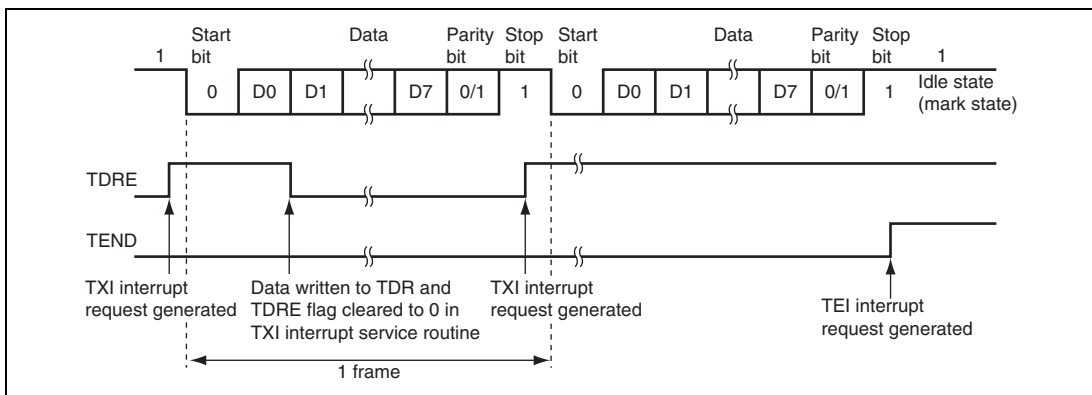 Start bit
Data
Parity bit
Stop bit
Start bit
Data
Parity bit
Stop bit
1
1
0
D0
D1
D7
0/1
1
0
D0
D1
D7
0/1
1
Idle state
(mark state)
TDRE
TEND
TXI interrupt
request generated
Data written to TDR and
TDRE flag cleared to 0 in
TXI interrupt service routine
TXI interrupt
request generated
TEI interrupt
request generated
1 frame